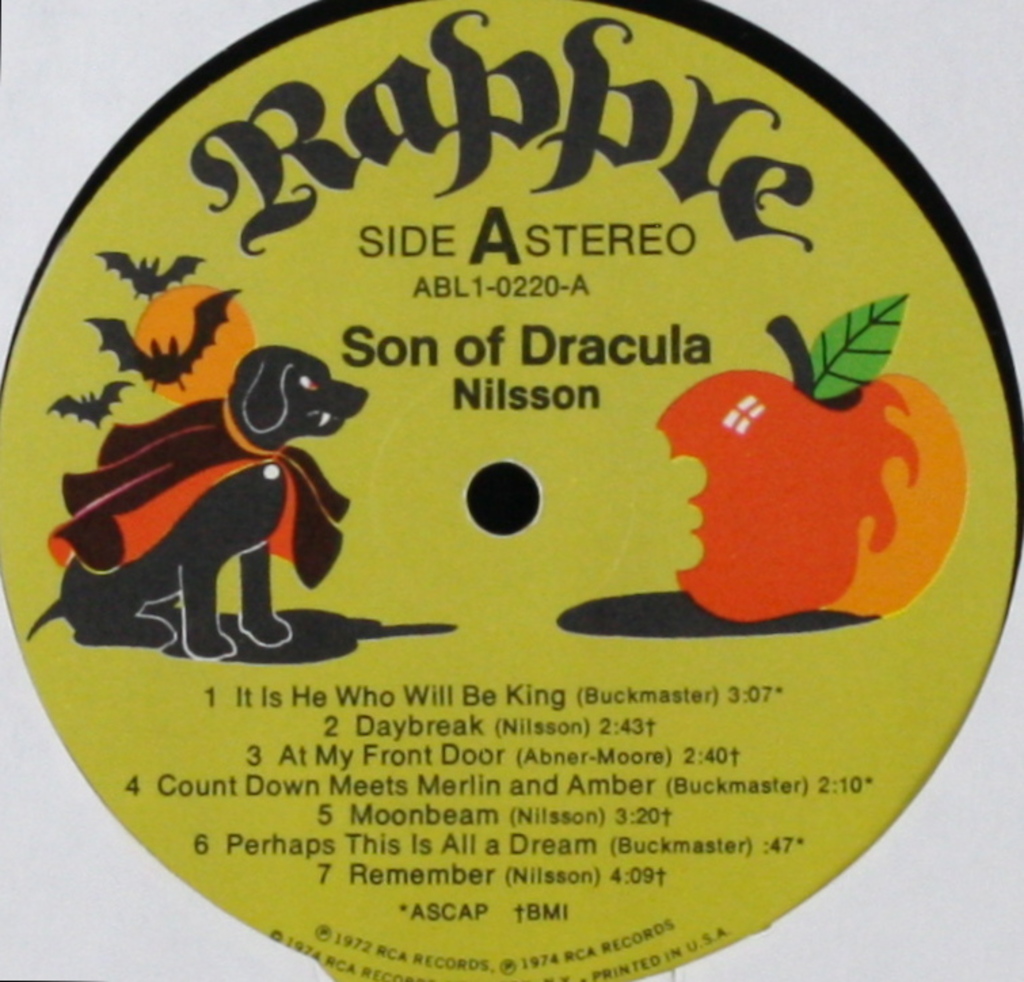 Rapple
SIDE A STEREO
ABL1-0220-A
Son of Dracula
Nilsson
1 It Is He Who Will Be King (Buckmaster) 3:07*
2 Daybreak (Nilsson) 2:43†
3 At My Front Door (Abner-Moore) 2:40†
4 Count Down Meets Merlin and Amber (Buckmaster) 2:10*
5 Moonbeam (Nilsson) 3:20†
6 Perhaps This Is All a Dream (Buckmaster) :47*
7 Remember (Nilsson) 4:09†
*ASCAP †BMI
℗ 1972 RCA RECORDS, ℗ 1974 RCA RECORDS
© 1974 RCA RECORDS N.Y. • PRINTED IN U.S.A.